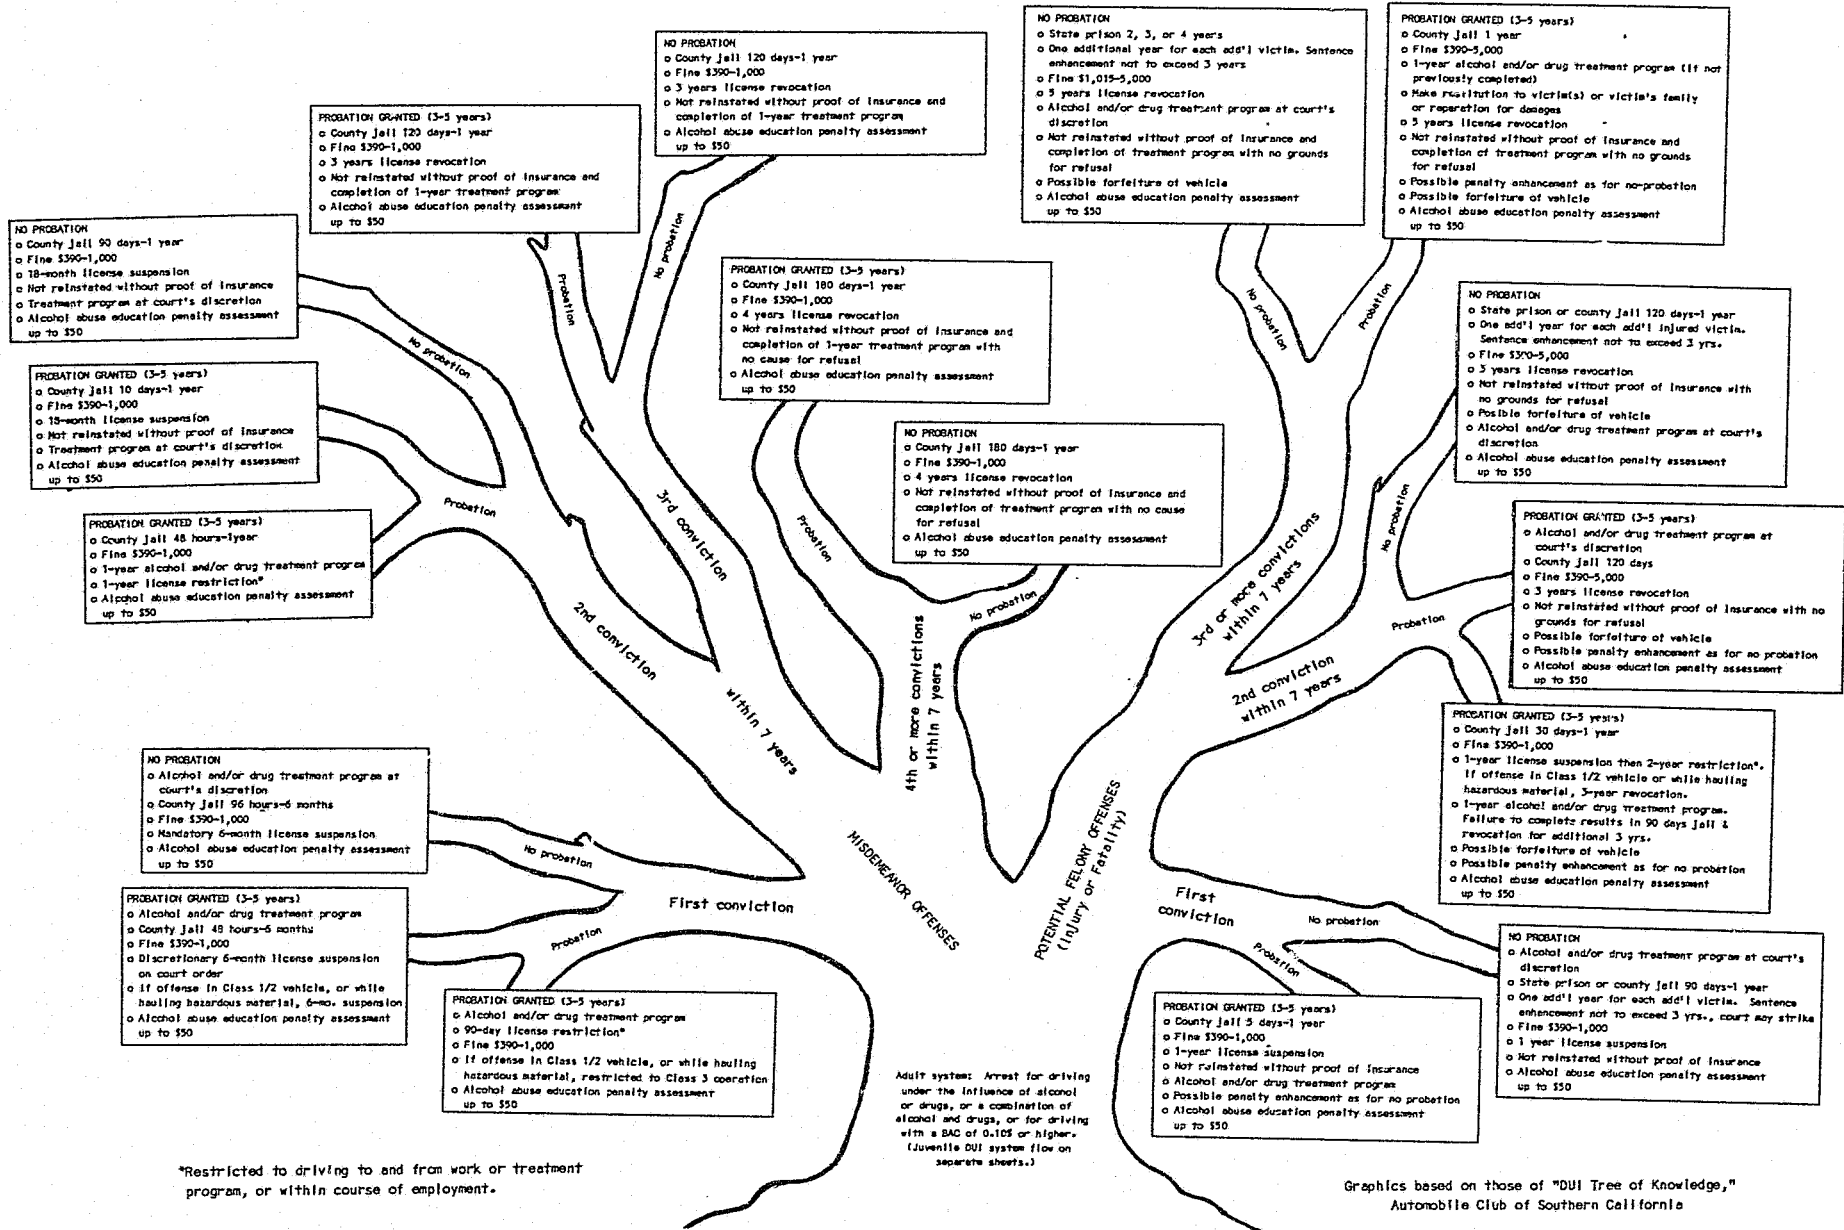 NO PROBATION
o County jail 120 days-1 year
o Fine $390-1,000
o 3 years license revocation
o Not reinstated without proof of insurance and
completion of 1-year treatment program
o Alcohol abuse education penalty assessment
up to $50
PROBATION GRANTED (3-5 years)
o County jail 120 days-1 year
o Fine $390-1,000
o 3 years license revocation
o Not reinstated without proof of insurance and
completion of 1-year treatment program
o Alcohol abuse education penalty assessment
up to $50
NO PROBATION
o County jail 90 days-1 year
o Fine $390-1,000
o 18-month license suspension
o Not reinstated without proof of insurance
o Treatment program at court's discretion
o Alcohol abuse education penalty assessment
up to $50
PROBATION GRANTED (3-5 years)
o County jail 10 days-1 year
o Fine $390-1,000
o 18-month license suspension
o Not reinstated without proof of insurance
o Treatment program at court's discretion
o Alcohol abuse education penalty assessment
up to $50
PROBATION GRANTED (3-5 years)
o County jail 48 hours-1year
o Fine $390-1,000
o 1-year alcohol and/or drug treatment program
o 1-year license restriction*
o Alcohol abuse education penalty assessment
up to $50
No probation
Probation
2nd conviction
Probation
No probation
3rd conviction
within 7 years
PROBATION GRANTED (3-5 years)
o County jail 180 days-1 year
o Fine $390-1,000
o 4 years license revocation
o Not reinstated without proof of insurance and
completion of 1-year treatment program with
no cause for refusal
o Alcohol abuse education penalty assessment
up to $50
NO PROBATION
o County jail 180 days-1 year
o Fine $390-1,000
o 4 years license revocation
o Not reinstated without proof of insurance and
completion of treatment program with no cause
for refusal
o Alcohol abuse education penalty assessment
up to $50
Probation
No probation
4th or more convictions
within 7 years
NO PROBATION
o State prison 2, 3, or 4 years
o One additional year for each add'l victim. Sentence
enhancement not to exceed 3 years
o Fine $1,015-5,000
o 5 years license revocation
o Alcohol and/or drug treatment program at court's
discretion
o Not reinstated without proof of insurance and
completion of treatment program with no grounds
for refusal
o Possible forfeiture of vehicle
o Alcohol abuse education penalty assessment
up to $50
PROBATION GRANTED (3-5 years)
o County jail 1 year
o Fine $390-5,000
o 1-year alcohol and/or drug treatment program (if not
previously completed)
o Make restitution to victim(s) or victim's family
or reparation for damages
o 5 years license revocation
o Not reinstated without proof of insurance and
completion of treatment program with no grounds
for refusal
o Possible penalty enhancement as for no-probation
o Possible forfeiture of vehicle
o Alcohol abuse education penalty assessment
up to $50
No probation
Probation
3rd or more convictions
within 7 years
NO PROBATION
o State prison or county jail 120 days-1 year
o One add'l year for each add'l injured victim.
Sentence enhancement not to exceed 3 yrs.
o Fine $390-5,000
o 3 years license revocation
o Not reinstated without proof of insurance with
no grounds for refusal
o Posible forfeiture of vehicle
o Alcohol and/or drug treatment program at court's
discretion
o Alcohol abuse education penalty assessment
up to $50
PROBATION GRANTED (3-5 years)
o Alcohol and/or drug treatment program at
court's discretion
o County jail 120 days
o Fine $390-5,000
o 3 years license revocation
o Not reinstated without proof of insurance with no
grounds for refusal
o Possible forfeiture of vehicle
o Possible penalty enhancement as for no probation
o Alcohol abuse education penalty assessment
up to $50
No probation
Probation
2nd conviction
within 7 years
PROBATION GRANTED (3-5 years)
o County jail 30 days-1 year
o Fine $390-1,000
o 1-year license suspension then 2-year restriction*.
If offense in Class 1/2 vehicle or while hauling
hazardous material, 3-year revocation.
o 1-year alcohol and/or drug treatment program.
Failure to complete results in 90 days jail &
revocation for additional 3 yrs.
o Possible forfeiture of vehicle
o Possible penalty enhancement as for no probation
o Alcohol abuse education penalty assessment
up to $50
NO PROBATION
o Alcohol and/or drug treatment program at
court's discretion
o County jail 96 hours-6 months
o Fine $390-1,000
o Mandatory 6-month license suspension
o Alcohol abuse education penalty assessment
up to $50
PROBATION GRANTED (3-5 years)
o Alcohol and/or drug treatment program
o County jail 48 hours-6 months
o Fine $390-1,000
o Discretionary 6-month license suspension
on court order
o If offense in Class 1/2 vehicle, or while
hauling hazardous material, 6-mo. suspension
o Alcohol abuse education penalty assessment
up to $50
No probation
Probation
First conviction
PROBATION GRANTED (3-5 years)
o Alcohol and/or drug treatment program
o 90-day license restriction*
o Fine $390-1,000
o If offense in Class 1/2 vehicle, or while hauling
hazardous material, restricted to Class 3 operation
o Alcohol abuse education penalty assessment
up to $50
MISDEMEANOR OFFENSES
POTENTIAL FELONY OFFENSES
(Injury or Fatality)
First
conviction
No probation
Probation
NO PROBATION
o Alcohol and/or drug treatment program at court's
discretion
o State prison or county jail 90 days-1 year
o One add'l year for each add'l victim. Sentence
enhancement not to exceed 3 yrs., court may strike
o Fine $390-1,000
o 1 year license suspension
o Not reinstated without proof of insurance
o Alcohol abuse education penalty assessment
up to $50
PROBATION GRANTED (3-5 years)
o County jail 5 days-1 year
o Fine $390-1,000
o 1-year license suspension
o Not reinstated without proof of insurance
o Alcohol and/or drug treatment program
o Possible penalty enhancement as for no probation
o Alcohol abuse education penalty assessment
up to $50
Adult system: Arrest for driving
under the influence of alcohol
or drugs, or a combination of
alcohol and drugs, or for driving
with a BAC of 0.10% or higher.
(Juvenile DUI system flow on
separate sheets.)
*Restricted to driving to and from work or treatment
program, or within course of employment.
Graphics based on those of "DUI Tree of Knowledge,"
Automobile Club of Southern California